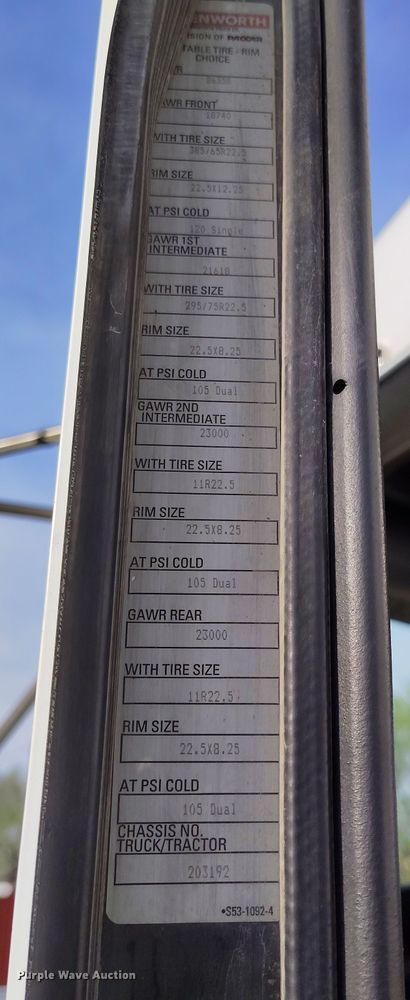 ENWORTH
ISION OF PACCAR
TABLE TIRE - RIM
CHOICE
WR
AWR FRONT
18740
WITH TIRE SIZE
385/65R22.5
RIM SIZE
22.5X12.25
AT PSI COLD
120 Single
GAWR 1ST
INTERMEDIATE
21618
WITH TIRE SIZE
295/75R22.5
RIM SIZE
22.5X8.25
AT PSI COLD
105 Dual
GAWR 2ND
INTERMEDIATE
23000
WITH TIRE SIZE
11R22.5
RIM SIZE
22.5X8.25
AT PSI COLD
105 Dual
GAWR REAR
23000
WITH TIRE SIZE
11R22.5
RIM SIZE
22.5X8.25
AT PSI COLD
105 Dual
CHASSIS NO.
TRUCK/TRACTOR
203192
•S53-1092-4
Purple Wave Auction